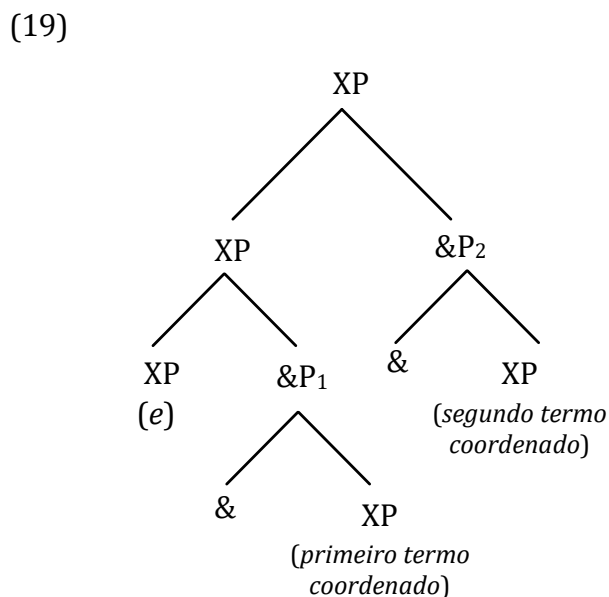 (19)
XP
XP &P₂
XP &P₁ & XP
(e) (segundo termo
coordenado)
& XP
(primeiro termo
coordenado)